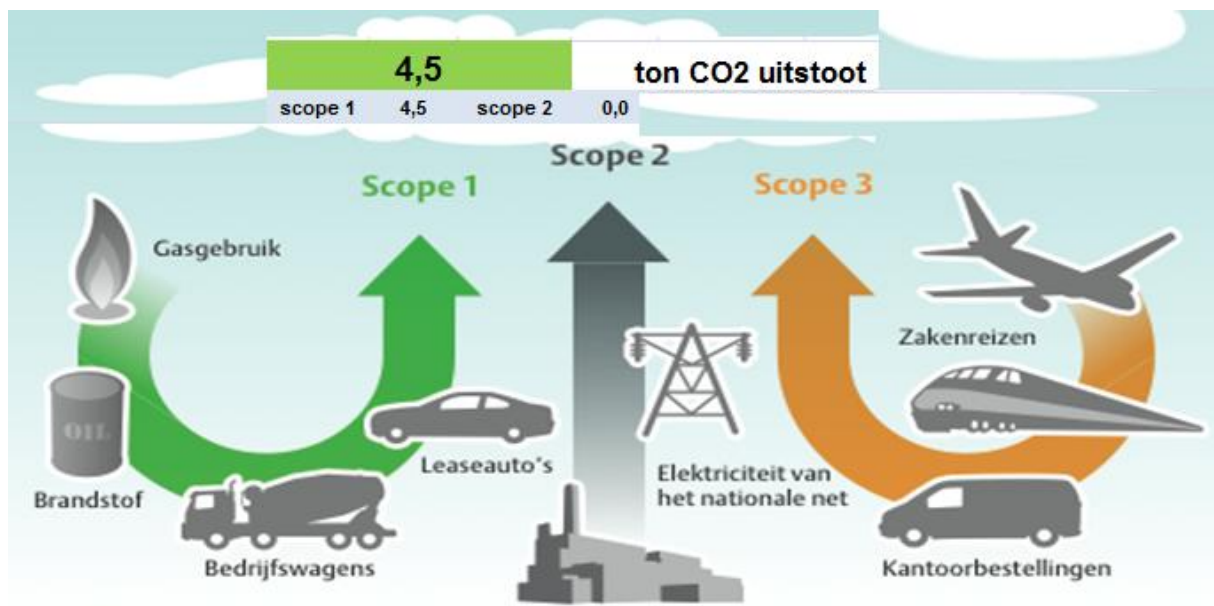 4,5 ton CO2 uitstoot
scope 1 4,5 scope 2 0,0
Scope 2
Scope 1
Scope 3
Gasgebruik
OIL
Brandstof
Bedrijfswagens
Leaseauto's
Elektriciteit van
het nationale net
Zakenreizen
Kantoorbestellingen